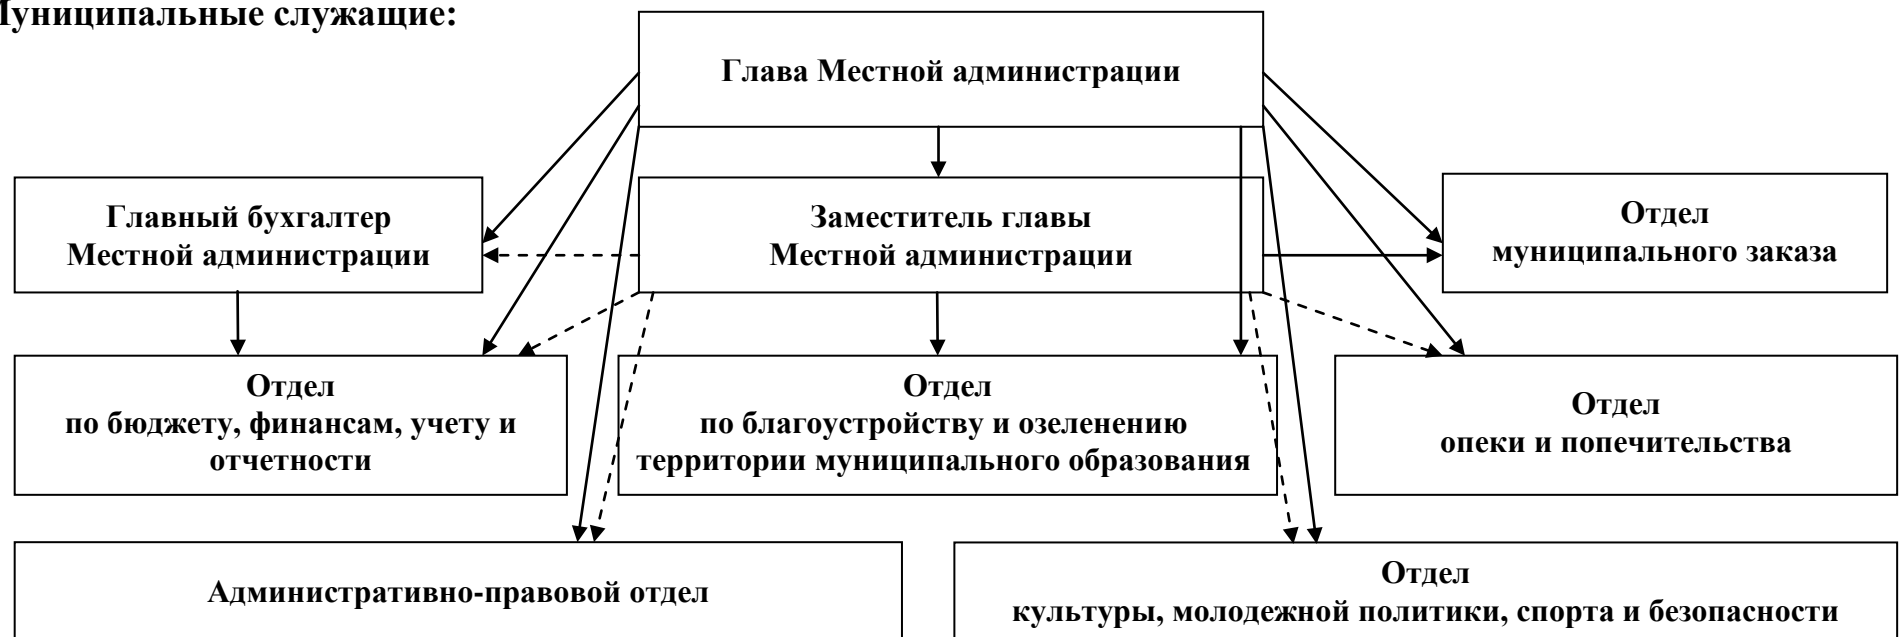 Муниципальные служащие:
Глава Местной администрации
Главный бухгалтер
Местной администрации
Заместитель главы
Местной администрации
Отдел
муниципального заказа
Отдел
по бюджету, финансам, учету и
отчетности
Отдел
по благоустройству и озеленению
территории муниципального образования
Отдел
опеки и попечительства
Административно-правовой отдел
Отдел
культуры, молодежной политики, спорта и безопасности